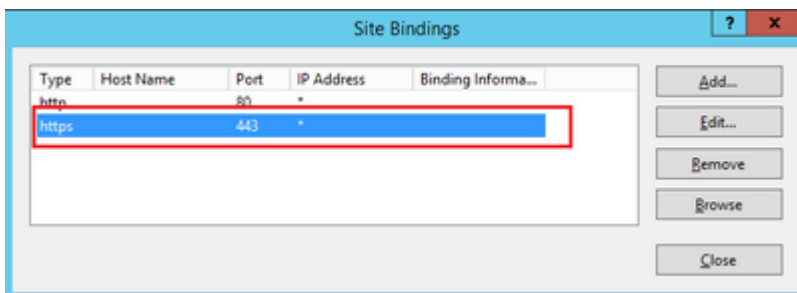 Site Bindings
? x
Type Host Name Port IP Address Binding Informa...
http 80 *
https 443 *
Add...
Edit...
Remove
Browse
Close